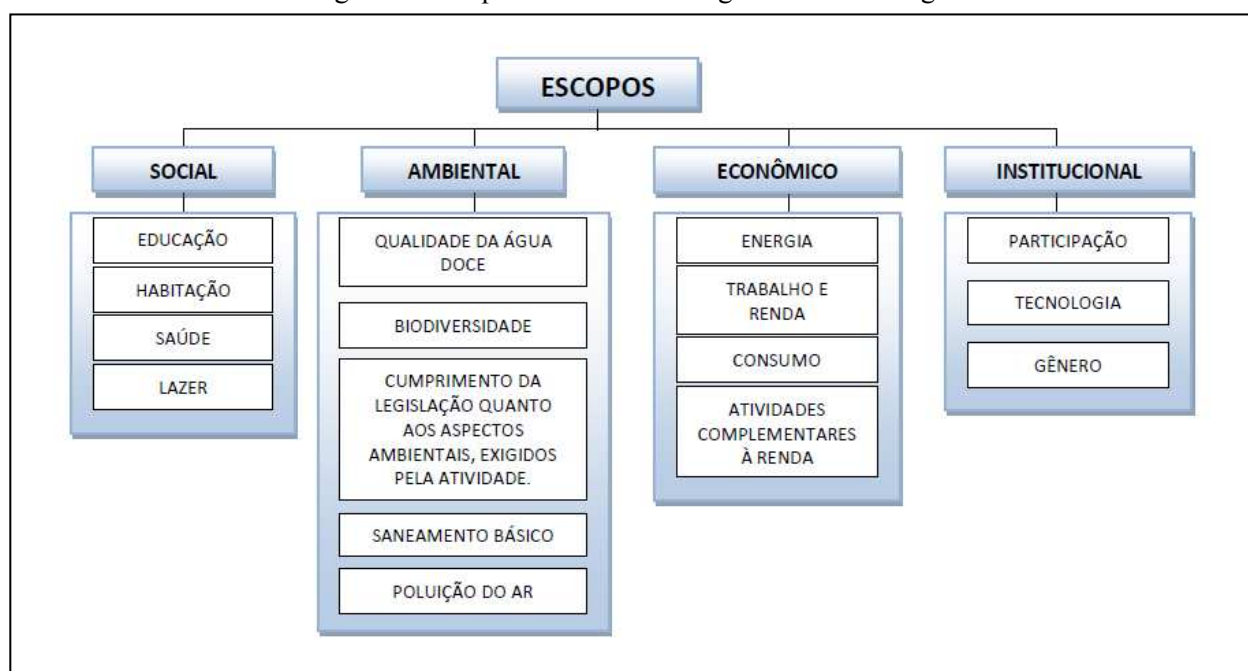 ESCOPOS
SOCIAL
EDUCAÇÃO
HABITAÇÃO
SAÚDE
LAZER
AMBIENTAL
QUALIDADE DA ÁGUA
DOCE
BIODIVERSIDADE
CUMPRIMENTO DA
LEGISLAÇÃO QUANTO
AOS ASPECTOS
AMBIENTAIS, EXIGIDOS
PELA ATIVIDADE.
SANEAMENTO BÁSICO
POLUIÇÃO DO AR
ECONÔMICO
ENERGIA
TRABALHO E
RENDA
CONSUMO
ATIVIDADES
COMPLEMENTARES
À RENDA
INSTITUCIONAL
PARTICIPAÇÃO
TECNOLOGIA
GÊNERO